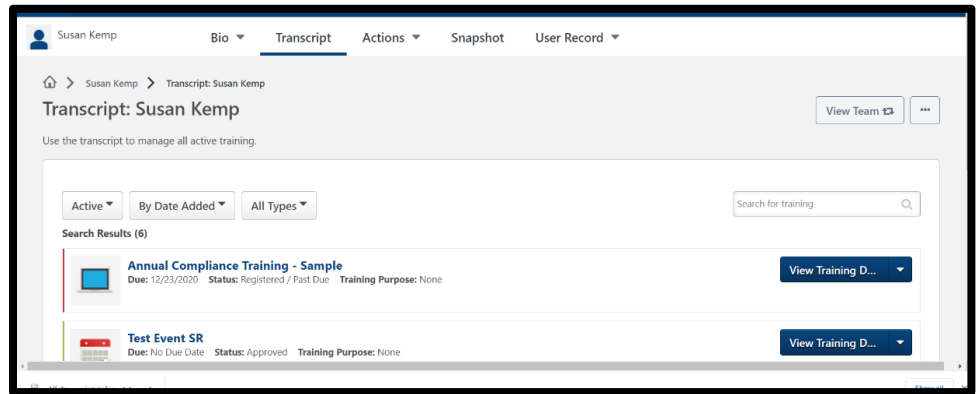 Susan Kemp Bio Transcript Actions Snapshot User Record
Susan Kemp Transcript: Susan Kemp
Transcript: Susan Kemp
View Team
Use the transcript to manage all active training.
Active By Date Added All Types Search for training
Search Results (6)
Annual Compliance Training - Sample
Due: 12/23/2020 Status: Registered / Past Due Training Purpose: None
View Training D...
Test Event SR
Due: No Due Date Status: Approved Training Purpose: None
View Training D...
Show all